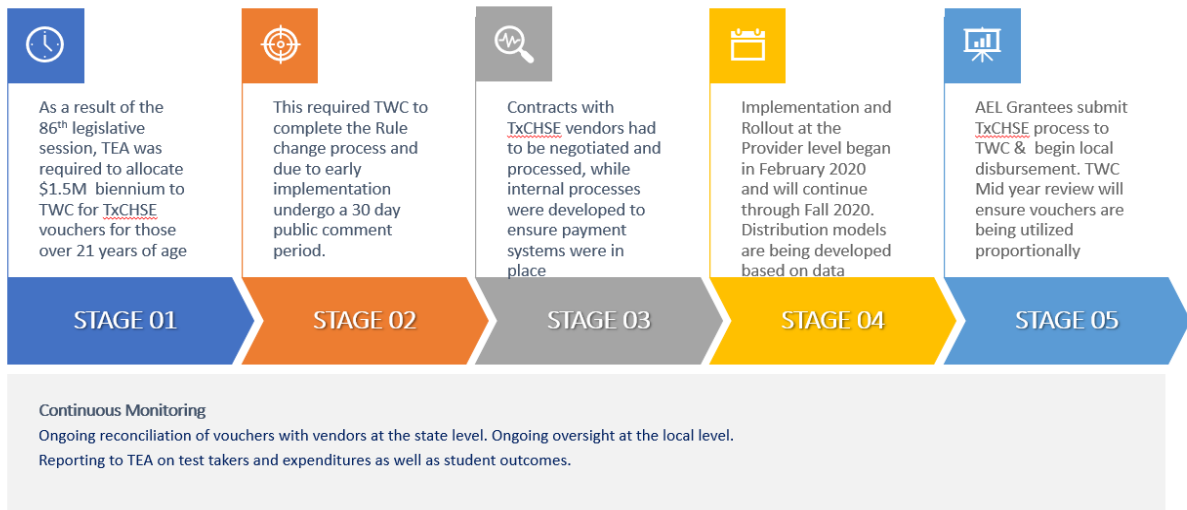 As a result of the
86th legislative
session, TEA was
required to allocate
$1.5M  biennium to
TWC for TxCHSE
vouchers for those
over 21 years of age
This required TWC to
complete the Rule
change process and
due to early
implementation
undergo a 30 day
public comment
period.
Contracts with
TxCHSE vendors had
to be negotiated and
processed, while
internal processes
were developed to
ensure payment
systems were in
place
Implementation and
Rollout at the
Provider level began
in February 2020
and will continue
through Fall 2020.
Distribution models
are being developed
based on data
AEL Grantees submit
TxCHSE process to
TWC &  begin local
disbursement. TWC
Mid year review will
ensure vouchers are
being utilized
proportionally
STAGE 01
STAGE 02
STAGE 03
STAGE 04
STAGE 05
Continuous Monitoring
Ongoing reconciliation of vouchers with vendors at the state level. Ongoing oversight at the local level.
Reporting to TEA on test takers and expenditures as well as student outcomes.